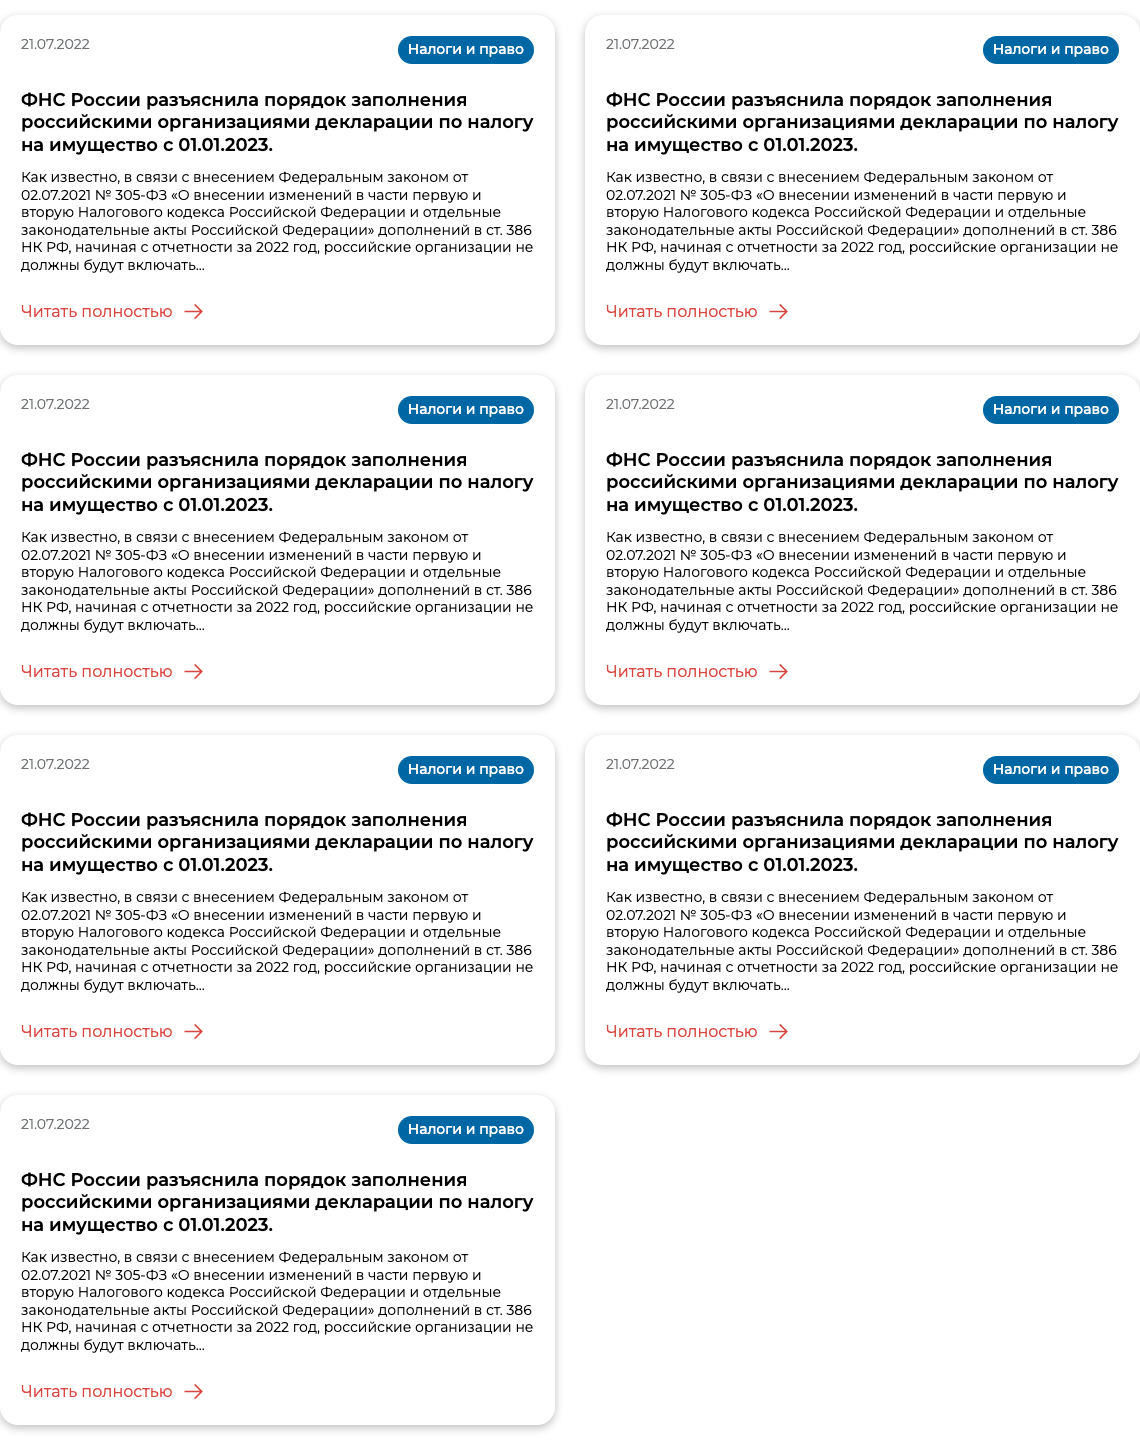 21.07.2022
Налоги и право
ФНС России разъяснила порядок заполнения
российскими организациями декларации по налогу
на имущество с 01.01.2023.
Как известно, в связи с внесением Федеральным законом от
02.07.2021 № 305-ФЗ «О внесении изменений в части первую и
вторую Налогового кодекса Российской Федерации и отдельные
законодательные акты Российской Федерации» дополнений в ст. 386
НК РФ, начиная с отчетности за 2022 год, российские организации не
должны будут включать...
Читать полностью
21.07.2022
Налоги и право
ФНС России разъяснила порядок заполнения
российскими организациями декларации по налогу
на имущество с 01.01.2023.
Как известно, в связи с внесением Федеральным законом от
02.07.2021 № 305-ФЗ «О внесении изменений в части первую и
вторую Налогового кодекса Российской Федерации и отдельные
законодательные акты Российской Федерации» дополнений в ст. 386
НК РФ, начиная с отчетности за 2022 год, российские организации не
должны будут включать...
Читать полностью
21.07.2022
Налоги и право
ФНС России разъяснила порядок заполнения
российскими организациями декларации по налогу
на имущество с 01.01.2023.
Как известно, в связи с внесением Федеральным законом от
02.07.2021 № 305-ФЗ «О внесении изменений в части первую и
вторую Налогового кодекса Российской Федерации и отдельные
законодательные акты Российской Федерации» дополнений в ст. 386
НК РФ, начиная с отчетности за 2022 год, российские организации не
должны будут включать...
Читать полностью
21.07.2022
Налоги и право
ФНС России разъяснила порядок заполнения
российскими организациями декларации по налогу
на имущество с 01.01.2023.
Как известно, в связи с внесением Федеральным законом от
02.07.2021 № 305-ФЗ «О внесении изменений в части первую и
вторую Налогового кодекса Российской Федерации и отдельные
законодательные акты Российской Федерации» дополнений в ст. 386
НК РФ, начиная с отчетности за 2022 год, российские организации не
должны будут включать...
Читать полностью
21.07.2022
Налоги и право
ФНС России разъяснила порядок заполнения
российскими организациями декларации по налогу
на имущество с 01.01.2023.
Как известно, в связи с внесением Федеральным законом от
02.07.2021 № 305-ФЗ «О внесении изменений в части первую и
вторую Налогового кодекса Российской Федерации и отдельные
законодательные акты Российской Федерации» дополнений в ст. 386
НК РФ, начиная с отчетности за 2022 год, российские организации не
должны будут включать...
Читать полностью
21.07.2022
Налоги и право
ФНС России разъяснила порядок заполнения
российскими организациями декларации по налогу
на имущество с 01.01.2023.
Как известно, в связи с внесением Федеральным законом от
02.07.2021 № 305-ФЗ «О внесении изменений в части первую и
вторую Налогового кодекса Российской Федерации и отдельные
законодательные акты Российской Федерации» дополнений в ст. 386
НК РФ, начиная с отчетности за 2022 год, российские организации не
должны будут включать...
Читать полностью
21.07.2022
Налоги и право
ФНС России разъяснила порядок заполнения
российскими организациями декларации по налогу
на имущество с 01.01.2023.
Как известно, в связи с внесением Федеральным законом от
02.07.2021 № 305-ФЗ «О внесении изменений в части первую и
вторую Налогового кодекса Российской Федерации и отдельные
законодательные акты Российской Федерации» дополнений в ст. 386
НК РФ, начиная с отчетности за 2022 год, российские организации не
должны будут включать...
Читать полностью